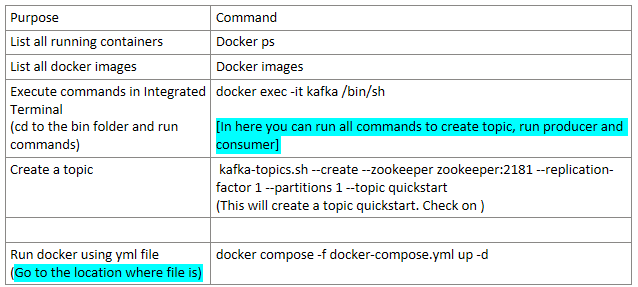 Purpose Command
List all running containers Docker ps
List all docker images Docker images
Execute commands in Integrated docker exec -it kafka /bin/sh
Terminal
(cd to the bin folder and run [In here you can run all commands to create topic, run producer and
commands) consumer]
Create a topic kafka-topics.sh --create --zookeeper zookeeper:2181 --replication-
factor 1 --partitions 1 --topic quickstart
(This will create a topic quickstart. Check on )
Run docker using yml file docker compose -f docker-compose.yml up -d
(Go to the location where file is)